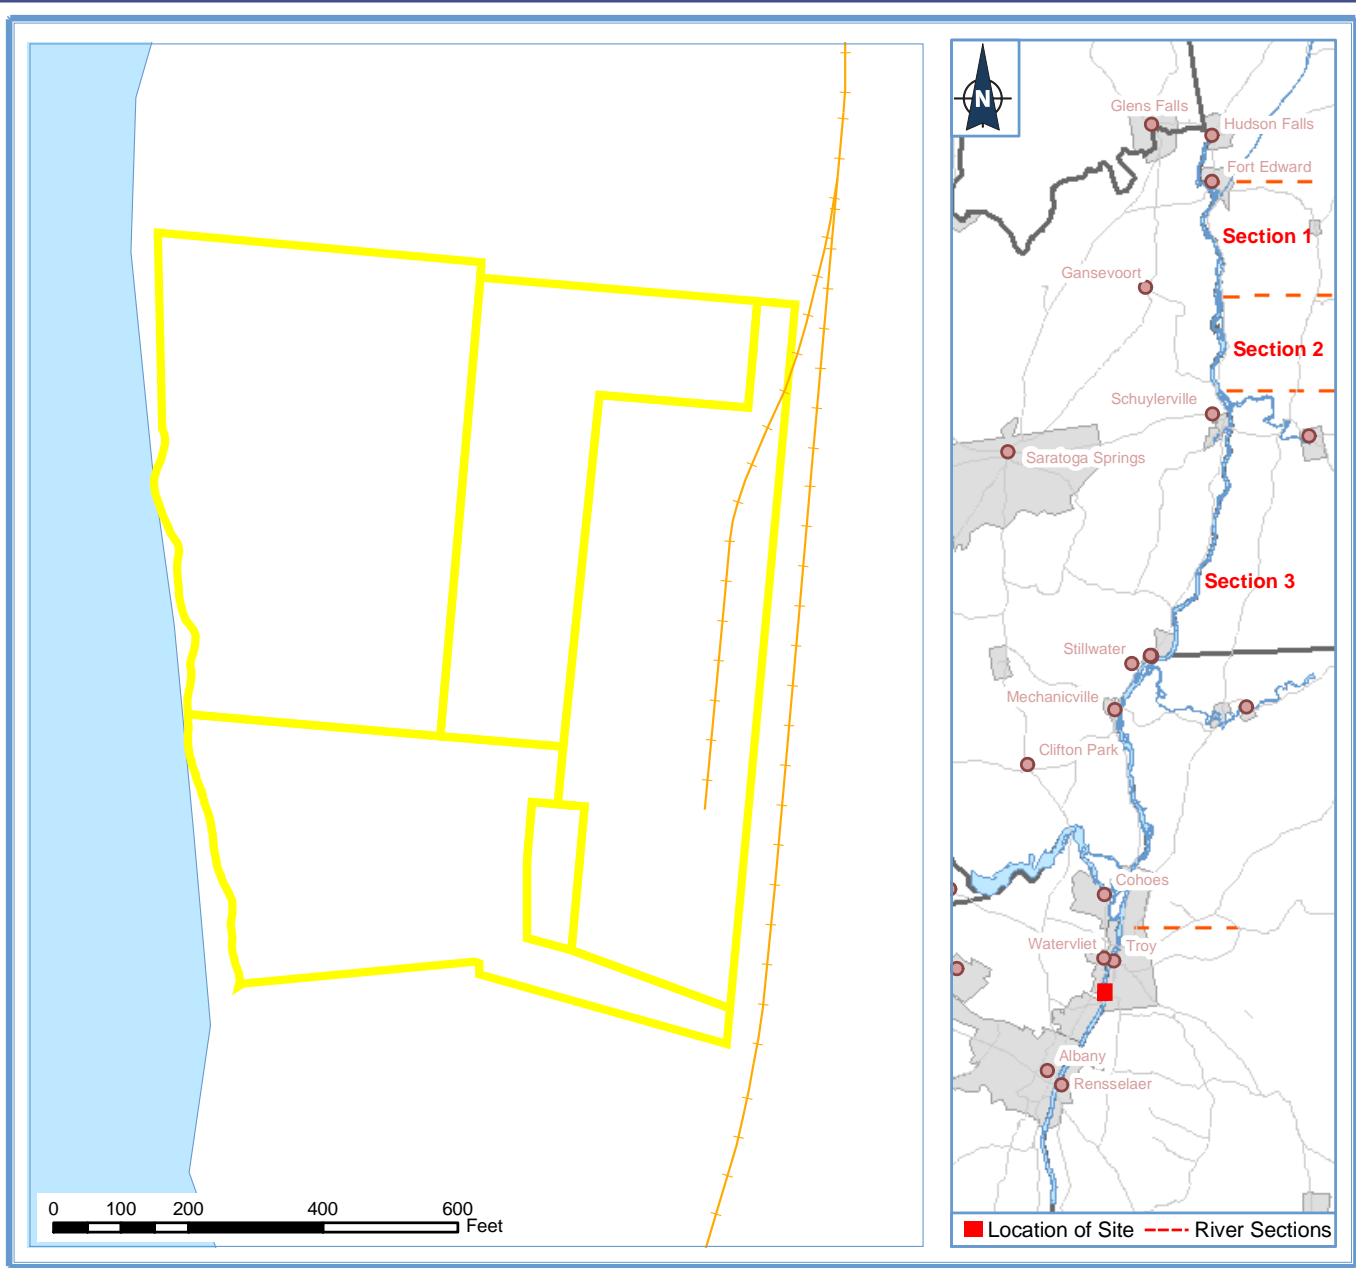 N
Glens Falls
Hudson Falls
Fort Edward
Section 1
Gansevoort
Section 2
Schuylerville
Saratoga Springs
Section 3
Stillwater
Mechanicville
Clifton Park
Cohoes
Watervliet
Troy
Albany
Rensselaer
0 100 200 400 600
Feet
Location of Site
River Sections